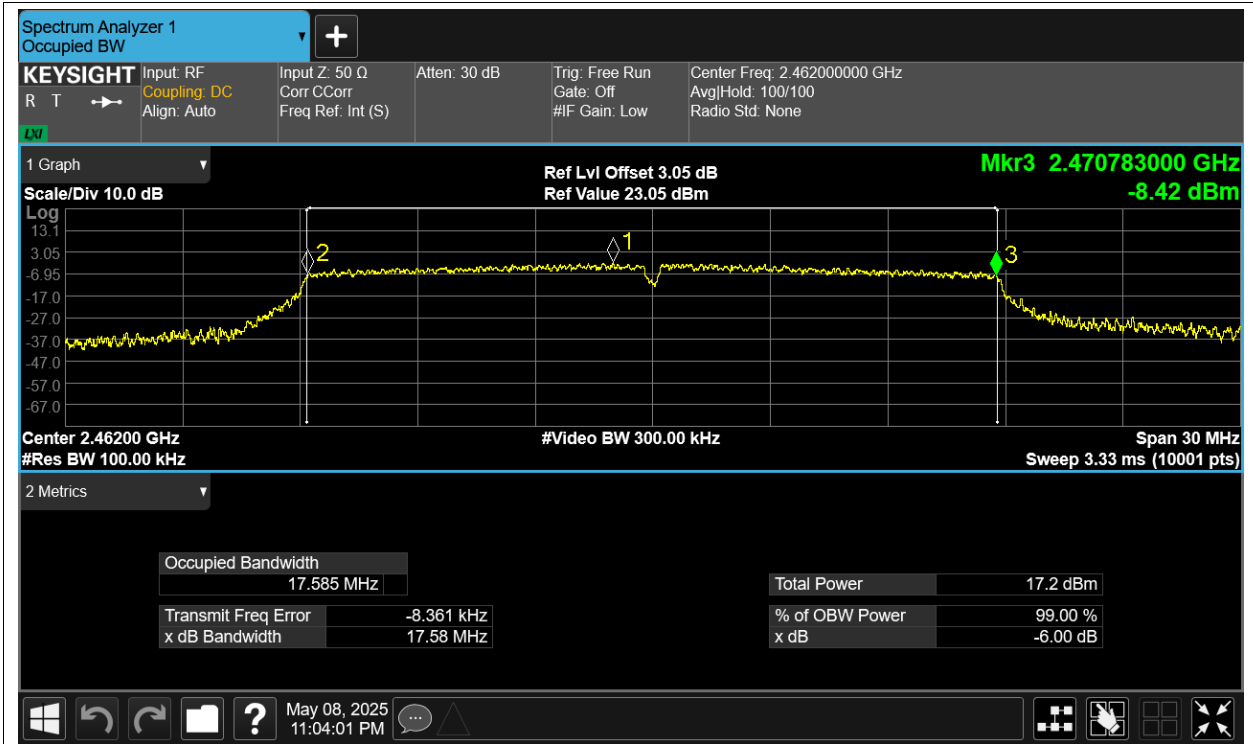 Spectrum Analyzer 1
Occupied BW
KEYSIGHT
R T
LXI
Input: RF
Coupling: DC
Align: Auto
Input Z: 50 Ω
Corr CCorr
Freq Ref: Int (S)
Atten: 30 dB
Trig: Free Run
Gate: Off
#IF Gain: Low
Center Freq: 2.462000000 GHz
Avg|Hold: 100/100
Radio Std: None
1 Graph
Scale/Div 10.0 dB
Ref Lvl Offset 3.05 dB
Ref Value 23.05 dBm
Mkr3 2.470783000 GHz
-8.42 dBm
Log
13.1
3.05
-6.95
-17.0
-27.0
-37.0
-47.0
-57.0
-67.0
2
1
3
Center 2.46200 GHz
#Video BW 300.00 kHz
Span 30 MHz
#Res BW 100.00 kHz
Sweep 3.33 ms (10001 pts)
2 Metrics
Occupied Bandwidth
17.585 MHz
Transmit Freq Error -8.361 kHz
x dB Bandwidth 17.58 MHz
Total Power 17.2 dBm
% of OBW Power 99.00 %
x dB -6.00 dB
?
May 08, 2025
11:04:01 PM